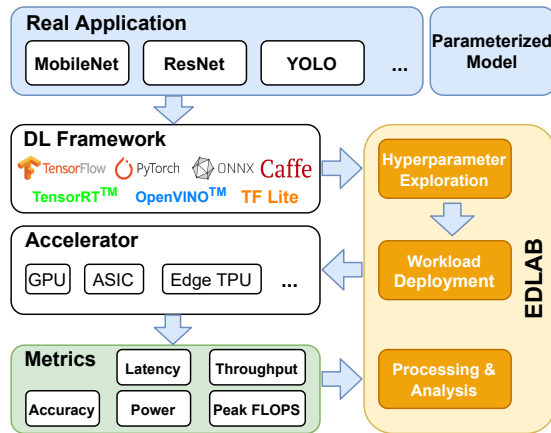 Real Application
MobileNet
ResNet
YOLO
...
Parameterized
Model
DL Framework
TensorFlow
PyTorch
ONNX
Caffe
TensorRT™
OpenVINO™
TF Lite
Hyperparameter
Exploration
Accelerator
GPU
ASIC
Edge TPU
...
Workload
Deployment
EDLAB
Metrics
Latency
Throughput
Accuracy
Power
Peak FLOPS
Processing &
Analysis